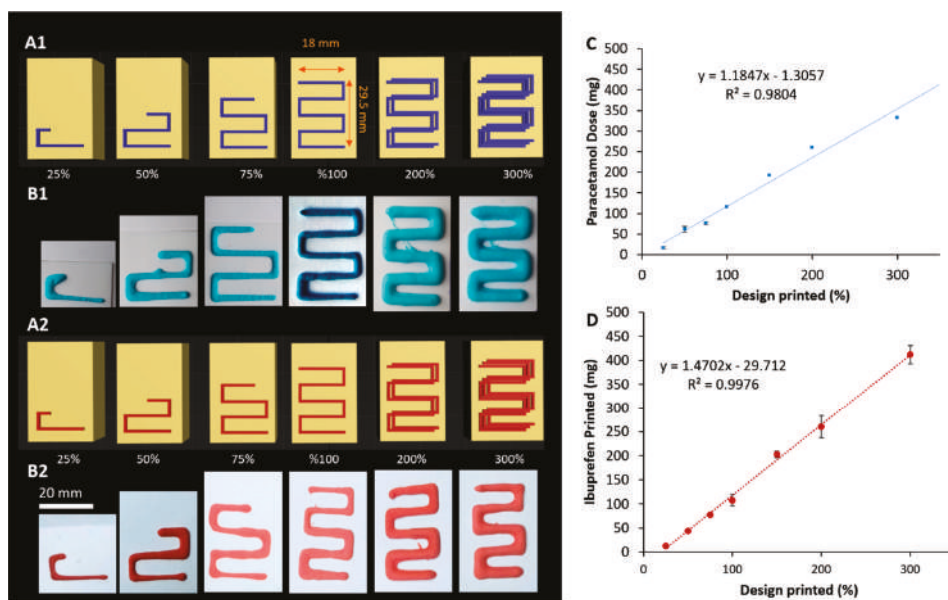 A1
18 mm
29.5 mm
25%
50%
75%
%100
200%
300%
B1
A2
25%
50%
75%
%100
200%
300%
B2
20 mm
C
y = 1.1847x - 1.3057
R² = 0.9804
Paracetamol Dose (mg)
500
450
400
350
300
250
200
150
100
50
0
0
100
200
300
Design printed (%)
D
y = 1.4702x - 29.712
R² = 0.9976
Ibuprefen Printed (mg)
500
450
400
350
300
250
200
150
100
50
0
0
100
200
300
Design printed (%)